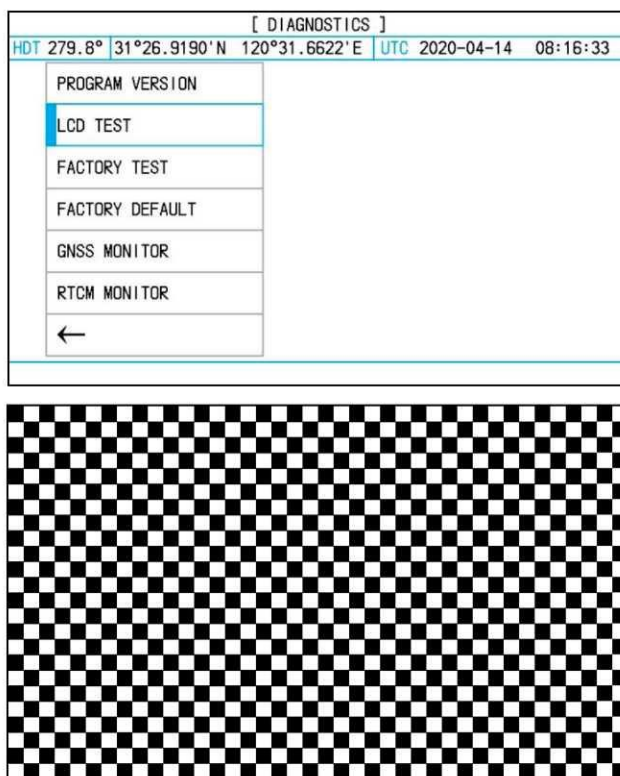 [ DIAGNOSTICS ]
HDT 279.8° 31°26.9190'N 120°31.6622'E UTC 2020-04-14 08:16:33
PROGRAM VERSION
LCD TEST
FACTORY TEST
FACTORY DEFAULT
GNSS MONITOR
RTCM MONITOR
←